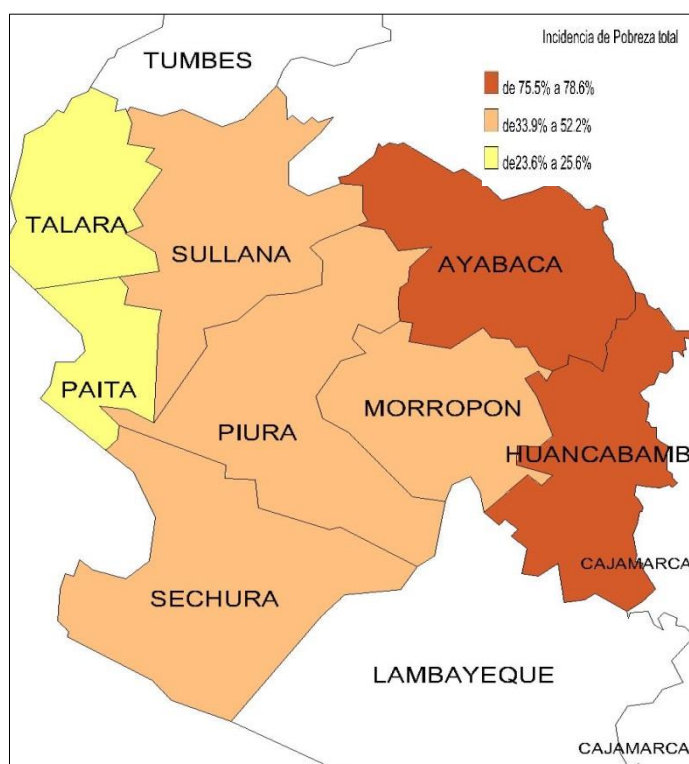 Incidencia de Pobreza total
TUMBES
de 75.5% a 78.6%
de33.9% a 52.2%
de23.6% a 25.6%
TALARA
SULLANA
AYABACA
PAITA
MORROPON
PIURA
HUANCABAMB
CAJAMARCA
SECHURA
LAMBAYEQUE
CAJAMARCA